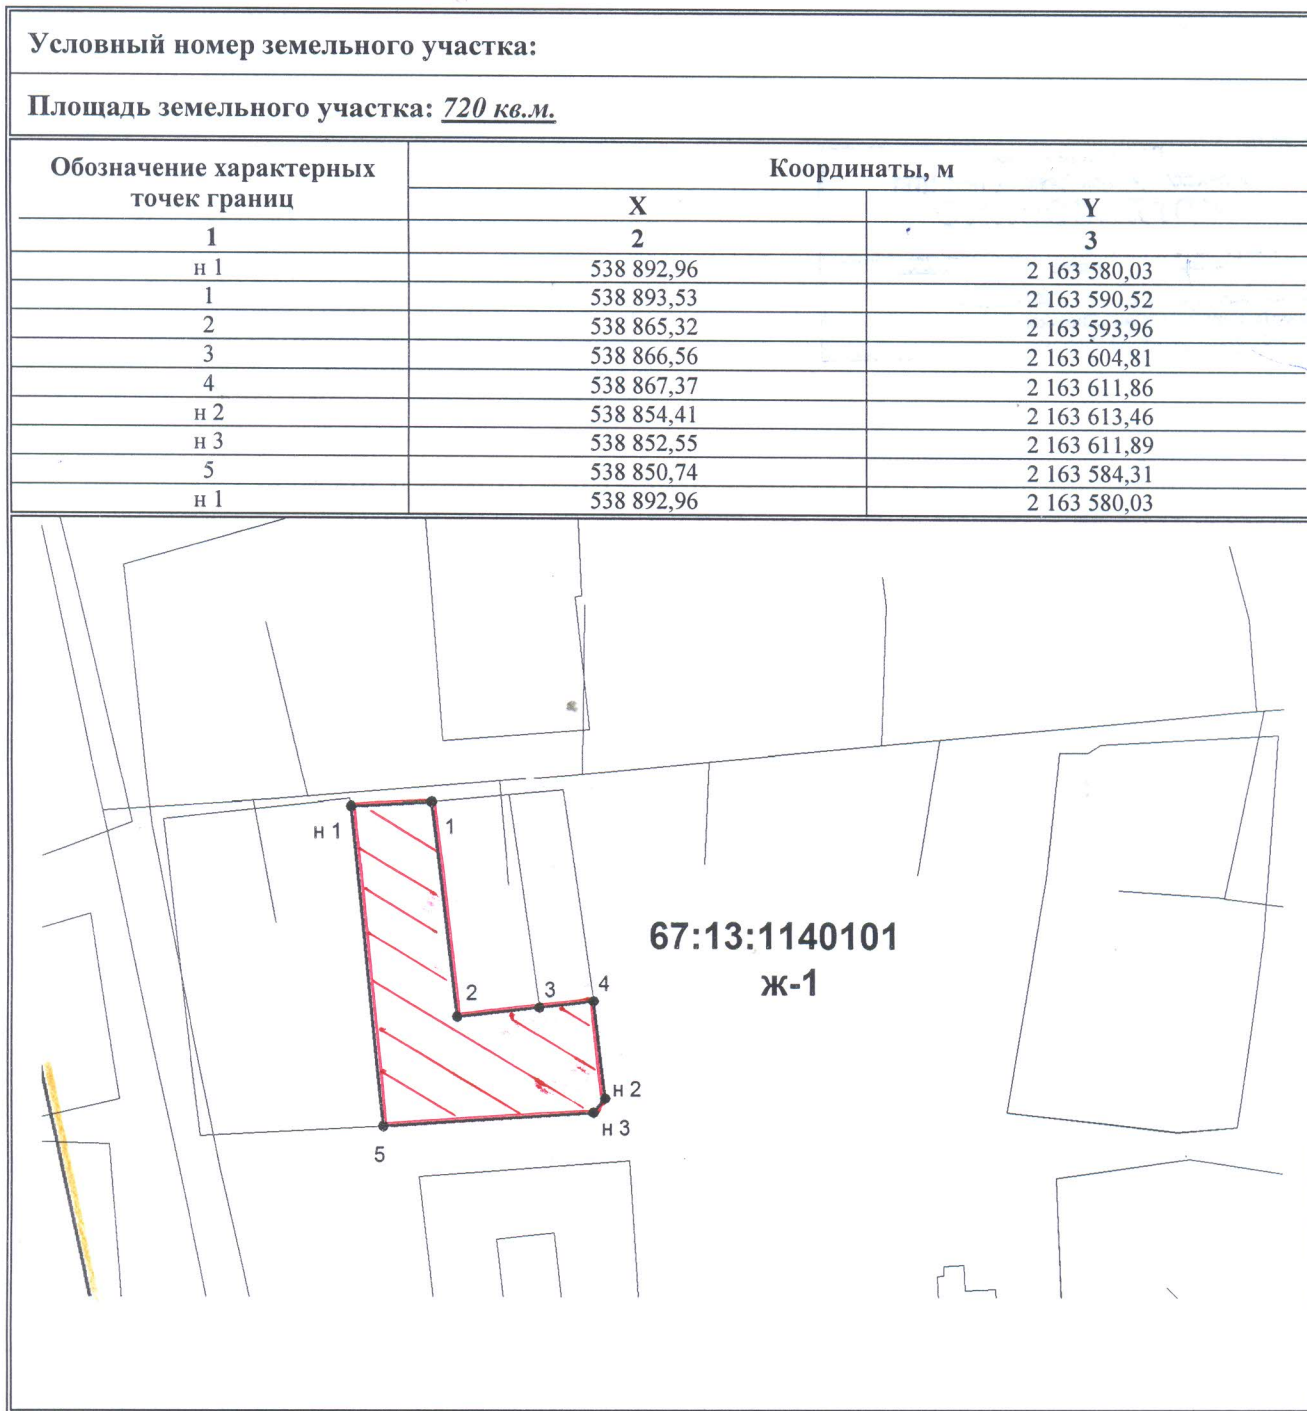 Условный номер земельного участка:
Площадь земельного участка: 720 кв.м.
Обозначение характерных точек границ
Координаты, м
X Y
1 2 3
н 1 538 892,96 2 163 580,03
1 538 893,53 2 163 590,52
2 538 865,32 2 163 593,96
3 538 866,56 2 163 604,81
4 538 867,37 2 163 611,86
н 2 538 854,41 2 163 613,46
н 3 538 852,55 2 163 611,89
5 538 850,74 2 163 584,31
н 1 538 892,96 2 163 580,03
н 1
1
67:13:1140101
ж-1
2
3
4
н 2
н 3
5